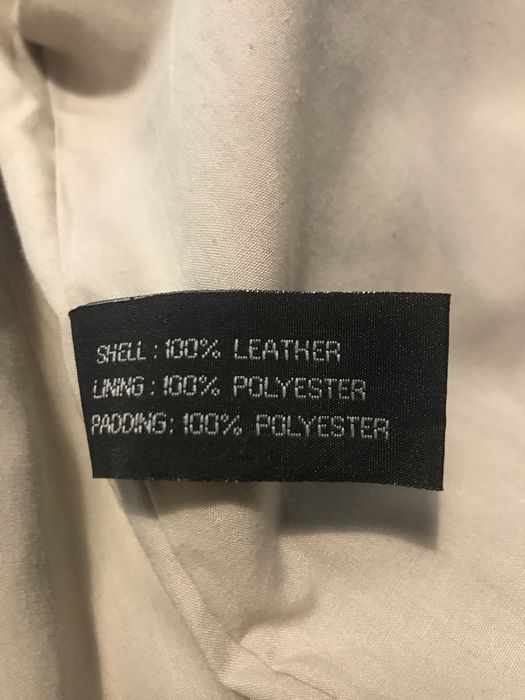 SHELL : 100% LEATHER
LINING : 100% POLYESTER
PADDING: 100% POLYESTER